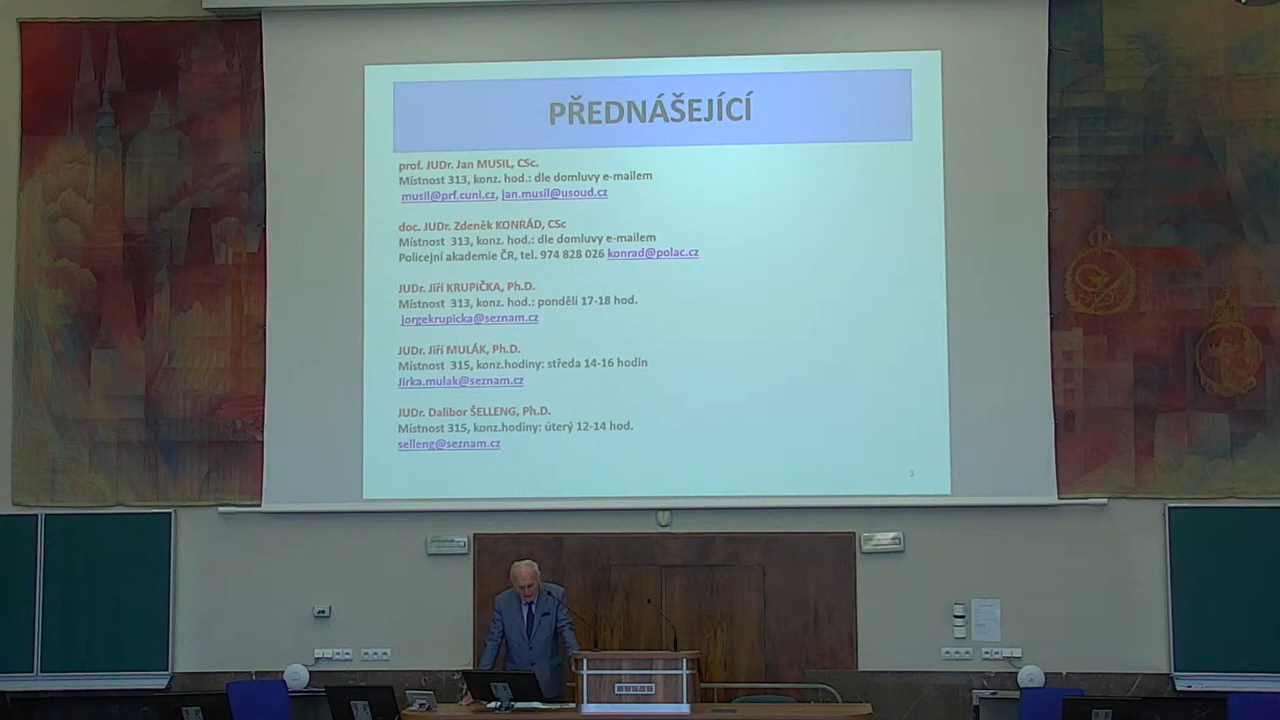 PŘEDNÁŠEJÍCÍ
prof. JUDr. Jan MUSIL, CSc.
Místnost 313, konz. hod.: dle domluvy e-mailem
musil@prf.cuni.cz, jan.musil@usoud.cz
doc. JUDr. Zdeněk KONRÁD, CSc
Místnost 313, konz. hod.: dle domluvy e-mailem
Policejní akademie ČR, tel. 974 828 026 konrad@polac.cz
JUDr. Jiří KRUPIČKA, Ph.D.
Místnost 313, konz. hod.: pondělí 17-18 hod.
jorgekrupicka@seznam.cz
JUDr. Jiří MULÁK, Ph.D.
Místnost 315, konz.hodiny: středa 14-16 hodin
Jirka.mulak@seznam.cz
JUDr. Dalibor ŠELLENG, Ph.D.
Místnost 315, konz.hodiny: úterý 12-14 hod.
selleng@seznam.cz
3